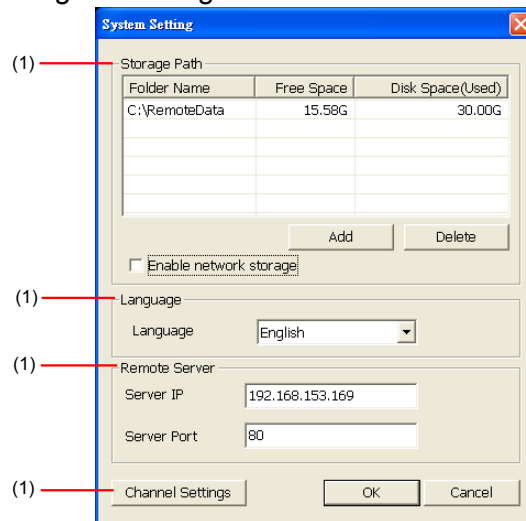 System Setting
(1)
Storage Path
Folder Name Free Space Disk Space(Used)
C:\RemoteData 15.58G 30.00G
Add Delete
Enable network storage
(1)
Language
Language English
(1)
Remote Server
Server IP 192.168.153.169
Server Port 80
(1)
Channel Settings OK Cancel